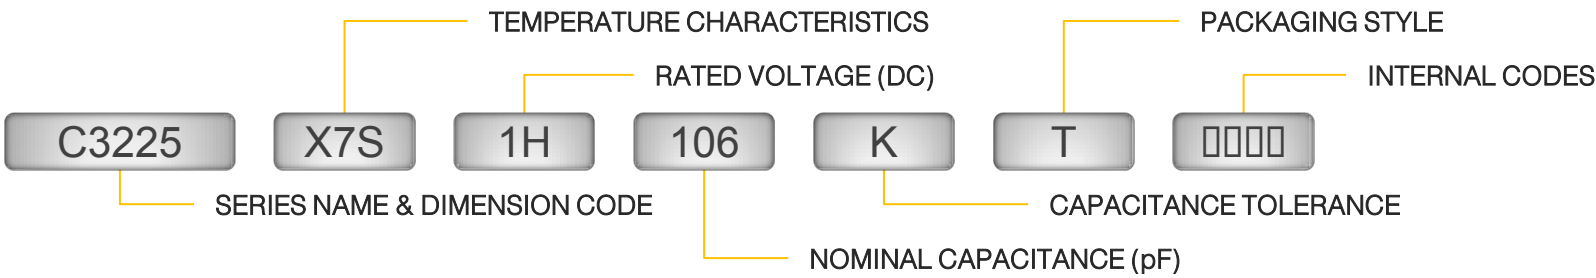 TEMPERATURE CHARACTERISTICS
PACKAGING STYLE
RATED VOLTAGE (DC)
INTERNAL CODES
C3225 X7S 1H 106 K T □□□□
SERIES NAME & DIMENSION CODE
CAPACITANCE TOLERANCE
NOMINAL CAPACITANCE (pF)